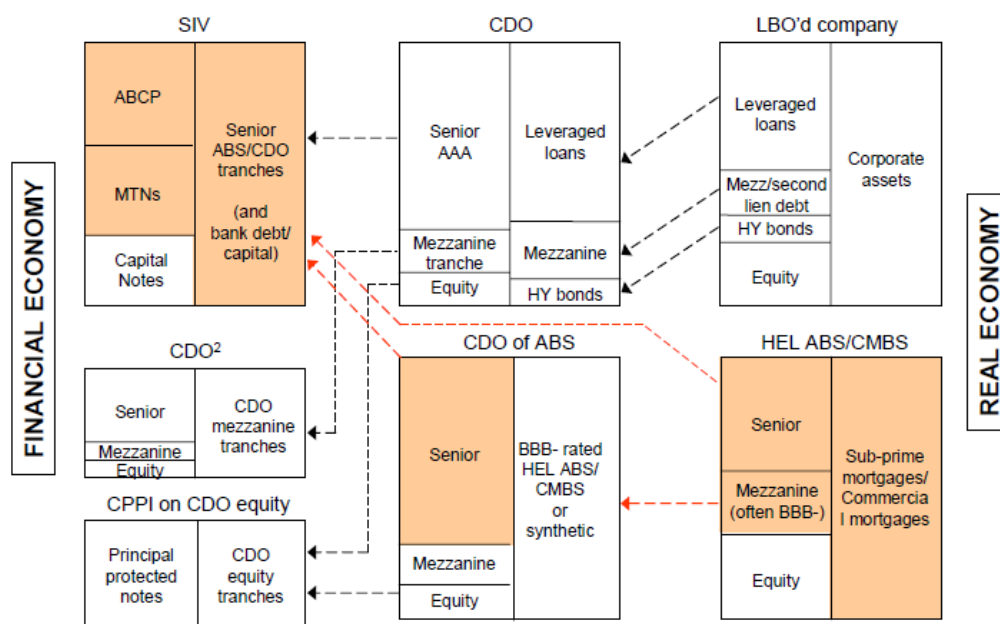 SIV
CDO
LBO'd company
FINANCIAL ECONOMY
REAL ECONOMY
ABCP
MTNs
Capital
Notes
Senior
ABS/CDO
tranches
(and
bank debt/
capital)
Senior
AAA
Mezzanine
tranche
Equity
Leveraged
loans
Mezzanine
HY bonds
Leveraged
loans
Mezz/second
lien debt
HY bonds
Equity
Corporate
assets
CDO²
CDO of ABS
HEL ABS/CMBS
Senior
Mezzanine
Equity
CDO
mezzanine
tranches
Senior
Mezzanine
Equity
BBB- rated
HEL ABS/
CMBS
or
synthetic
Senior
Mezzanine
(often BBB-)
Equity
Sub-prime
mortgages/
Commercia
l mortgages
CPPI on CDO equity
Principal
protected
notes
CDO
equity
tranches